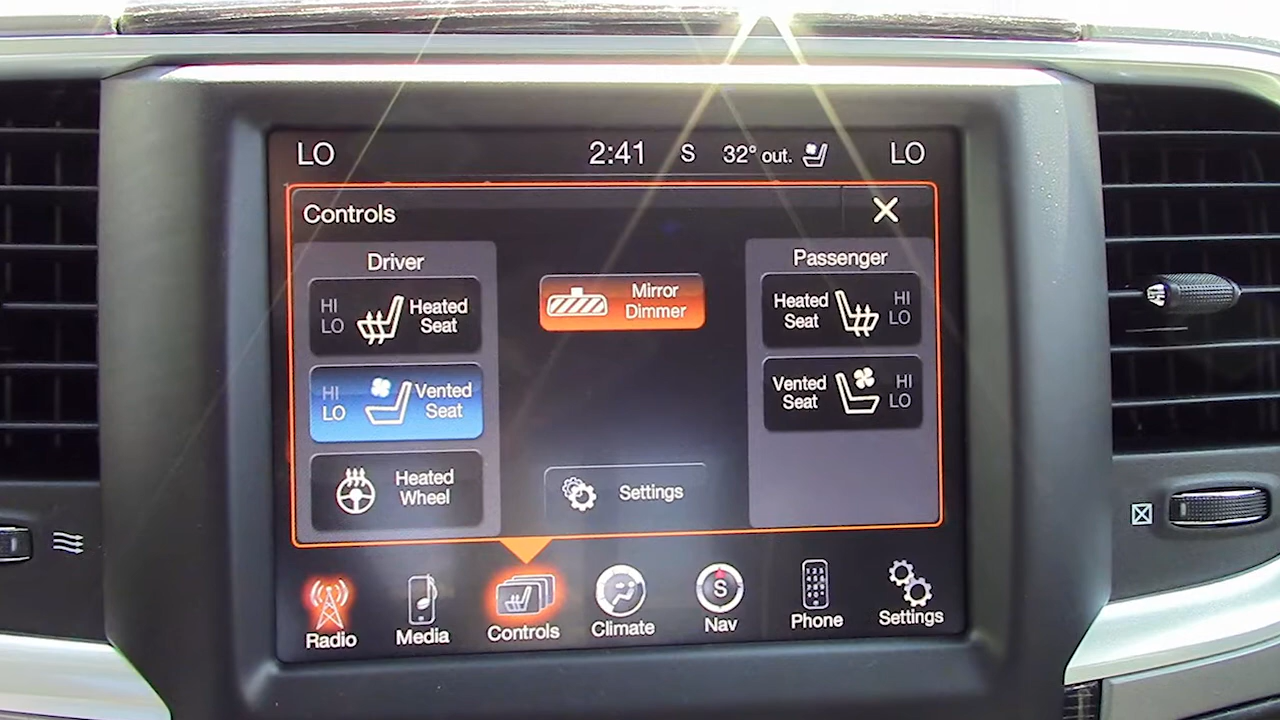 LO 2:41 S 32° out. LO
Controls
Driver
HI
LO
Heated
Seat
HI
LO
Vented
Seat
Heated
Wheel
Mirror
Dimmer
Settings
Passenger
Heated
Seat
HI
LO
Vented
Seat
HI
LO
Radio
Media
Controls
Climate
S
Nav
Phone
Settings